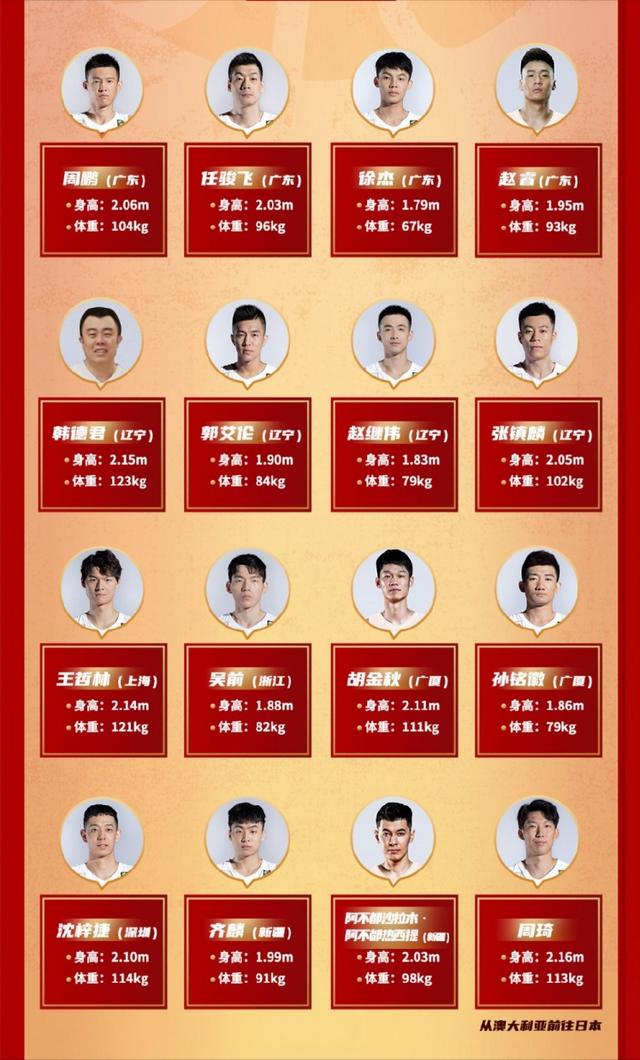 周鹏（广东）
身高：2.06m
体重：104kg
任骏飞（广东）
身高：2.03m
体重：96kg
徐杰（广东）
身高：1.79m
体重：67kg
赵睿（广东）
身高：1.95m
体重：93kg
韩德君（辽宁）
身高：2.15m
体重：123kg
郭艾伦（辽宁）
身高：1.90m
体重：84kg
赵继伟（辽宁）
身高：1.83m
体重：79kg
张镇麟（辽宁）
身高：2.05m
体重：102kg
王哲林（上海）
身高：2.14m
体重：121kg
吴前（浙江）
身高：1.88m
体重：82kg
胡金秋（广厦）
身高：2.11m
体重：111kg
孙铭徽（广厦）
身高：1.86m
体重：79kg
沈梓捷（深圳）
身高：2.10m
体重：114kg
齐麟（新疆）
身高：1.99m
体重：91kg
阿不都沙拉木·
阿不都热西提（新疆）
身高：2.03m
体重：98kg
周琦
身高：2.16m
体重：113kg
从澳大利亚前往日本